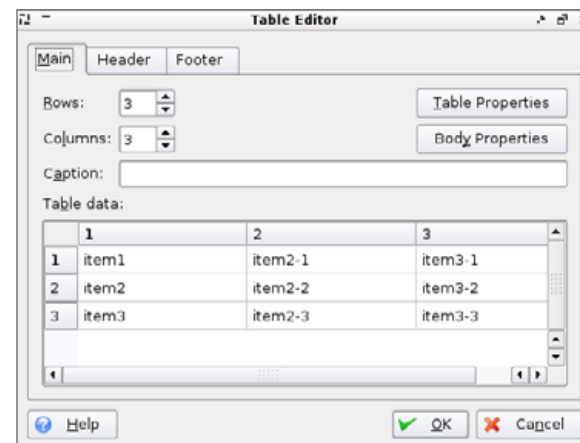 Table Editor
Main Header Footer
Rows: 3 Table Properties
Columns: 3 Body Properties
Caption:
Table data:
1 2 3
1 item1 item2-1 item3-1
2 item2 item2-2 item3-2
3 item3 item2-3 item3-3
Help OK Cancel